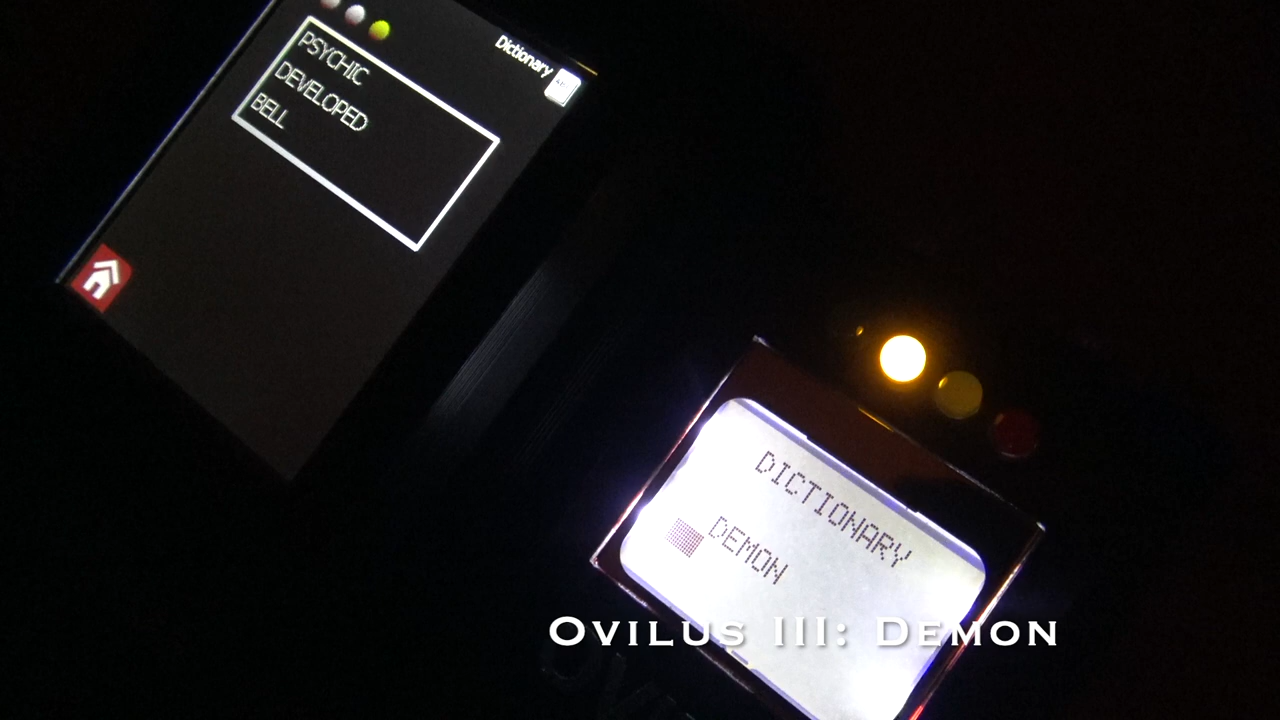 Dictionary
PSYCHIC
DEVELOPED
BELL
DICTIONARY
DEMON
OVILUS III: DEMON